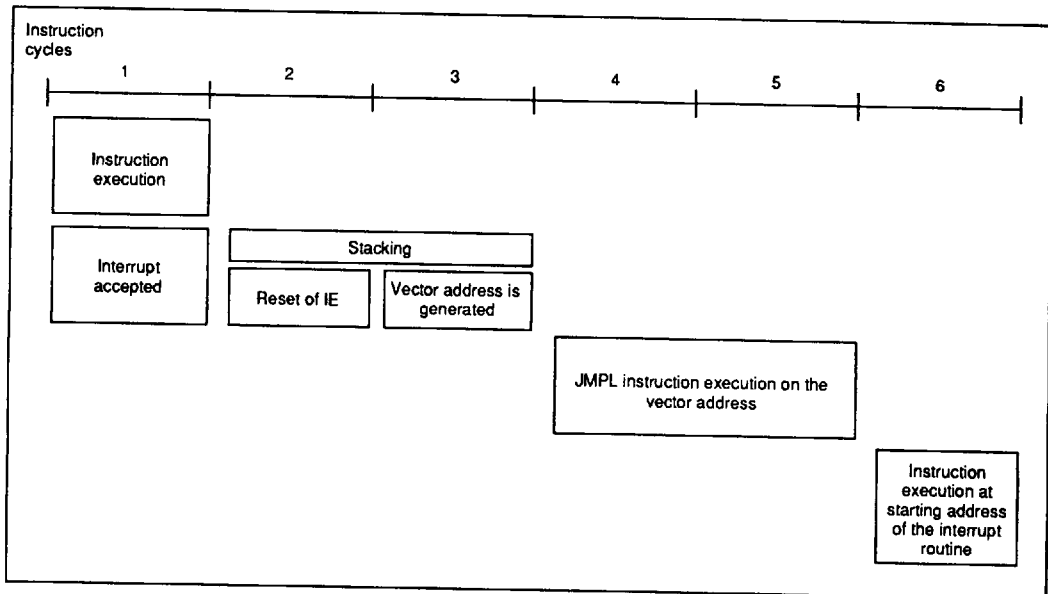 Instruction
cycles
1
2
3
4
5
6
Instruction
execution
Interrupt
accepted
Stacking
Reset of IE
Vector address is
generated
JMPL instruction execution on the
vector address
Instruction
execution at
starting address
of the interrupt
routine